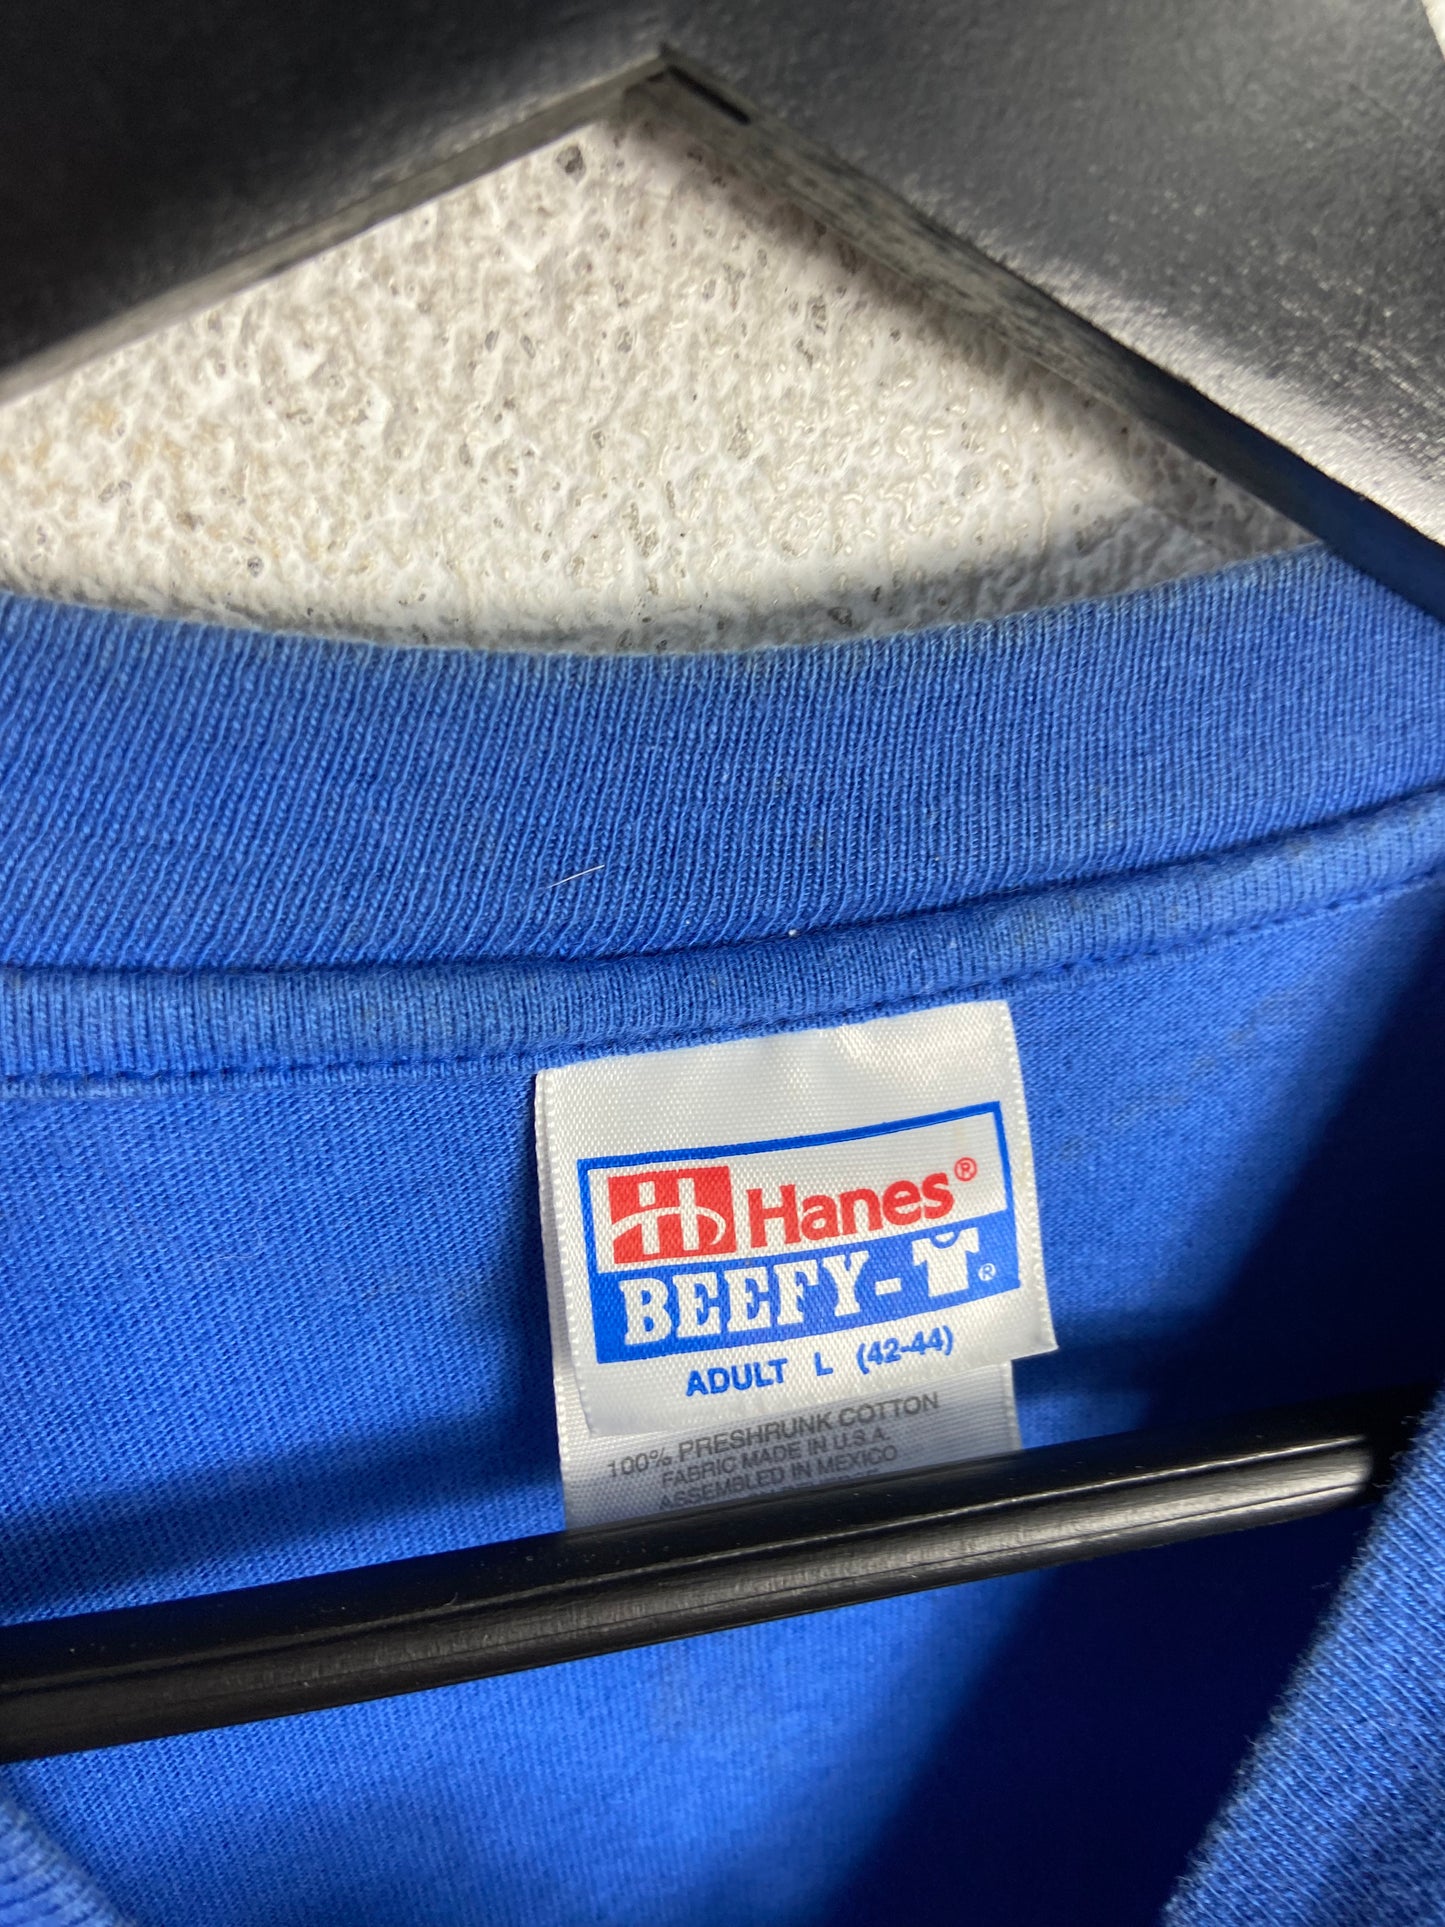 H Hanes®
BEEFY-T®
ADULT L (42-44)
100% PRESHRUNK COTTON
FABRIC MADE IN U.S.A.
ASSEMBLED IN MEXICO